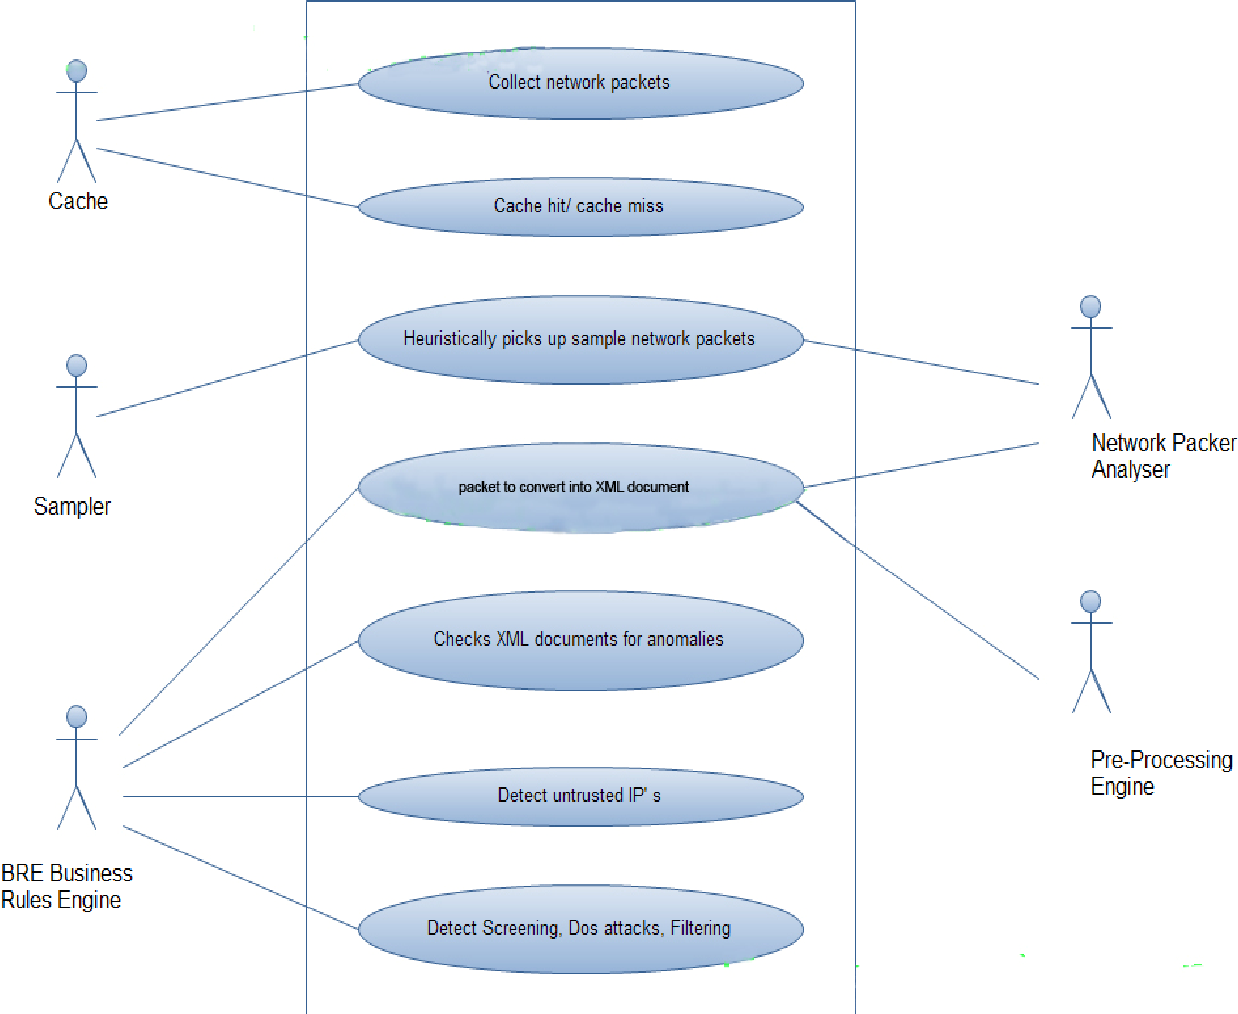 Collect network packets
Cache
Cache hit/ cache miss
Heuristically picks up sample network packets
Network Packer
Analyser
Sampler
packet to convert into XML document
Checks XML documents for anomalies
Pre-Processing
Engine
Detect untrusted IP' s
BRE Business
Rules Engine
Detect Screening, Dos attacks, Filtering